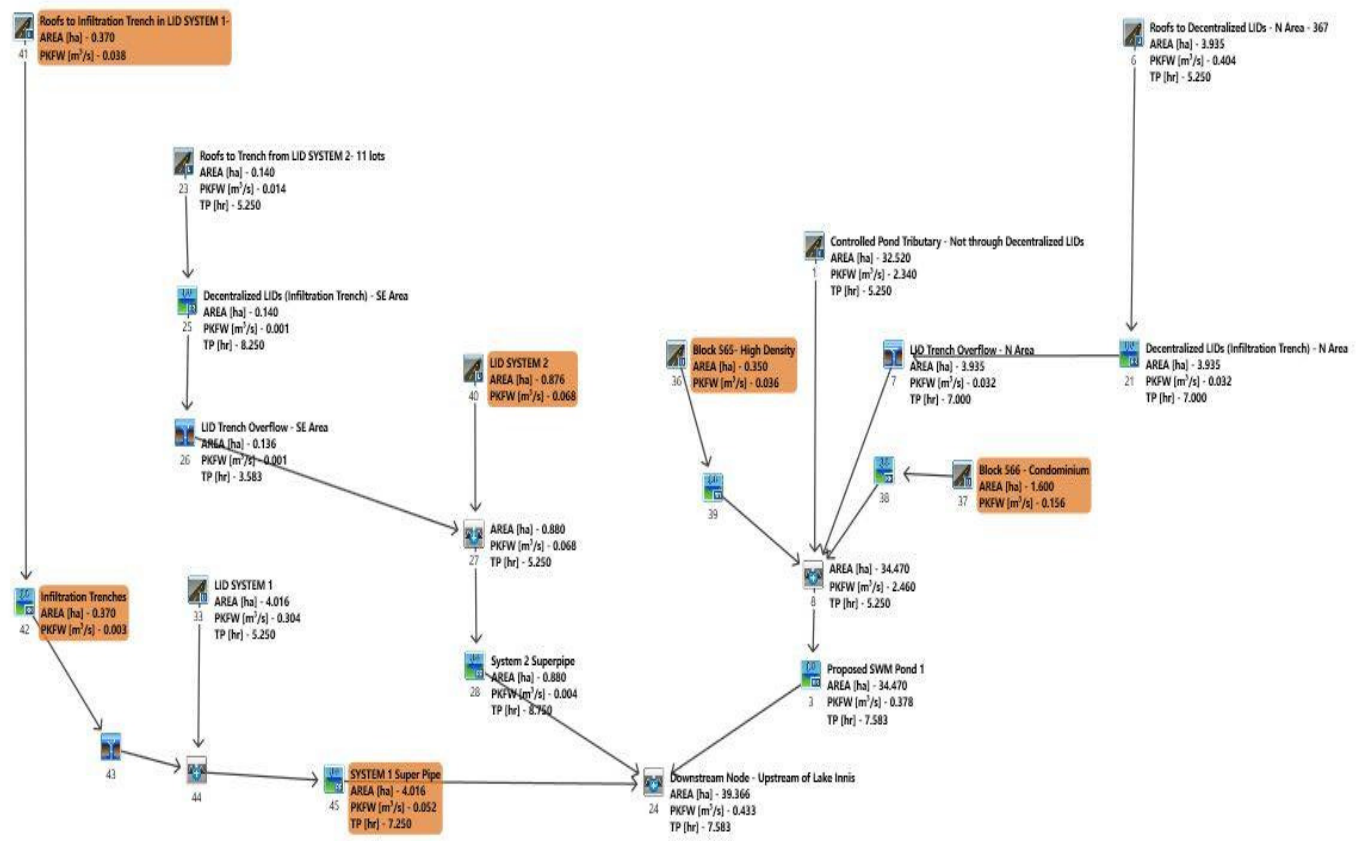 Roofs to Infiltration Trench in LID SYSTEM 1-
AREA [ha] - 0.370
PKFW [m³/s] - 0.038
41
Roofs to Decentralized LIDs - N Area - 367
AREA [ha] - 3.935
PKFW [m³/s] - 0.404
TP [hr] - 5.250
6
Roofs to Trench from LID SYSTEM 2- 11 lots
AREA [ha] - 0.140
PKFW [m³/s] - 0.014
TP [hr] - 5.250
23
Controlled Pond Tributary - Not through Decentralized LIDs
AREA [ha] - 32.520
PKFW [m³/s] - 2.340
TP [hr] - 5.250
1
Decentralized LIDs (Infiltration Trench) - SE Area
AREA [ha] - 0.140
PKFW [m³/s] - 0.001
TP [hr] - 8.250
25
LID SYSTEM 2
AREA [ha] - 0.876
PKFW [m³/s] - 0.068
40
Block 565- High Density
AREA [ha] - 0.350
PKFW [m³/s] - 0.036
36
LID Trench Overflow - N Area
AREA [ha] - 3.935
PKFW [m³/s] - 0.032
TP [hr] - 7.000
7
Decentralized LIDs (Infiltration Trench) - N Area
AREA [ha] - 3.935
PKFW [m³/s] - 0.032
TP [hr] - 7.000
21
LID Trench Overflow - SE Area
AREA [ha] - 0.136
PKFW [m³/s] - 0.001
TP [hr] - 3.583
26
Block 566 - Condominium
AREA [ha] - 1.600
PKFW [m³/s] - 0.156
37
38
39
AREA [ha] - 0.880
PKFW [m³/s] - 0.068
TP [hr] - 5.250
27
AREA [ha] - 34.470
PKFW [m³/s] - 2.460
TP [hr] - 5.250
8
Infiltration Trenches
AREA [ha] - 0.370
PKFW [m³/s] - 0.003
42
LID SYSTEM 1
AREA [ha] - 4.016
PKFW [m³/s] - 0.304
TP [hr] - 5.250
33
System 2 Superpipe
AREA [ha] - 0.880
PKFW [m³/s] - 0.004
TP [hr] - 8.750
28
Proposed SWM Pond 1
AREA [ha] - 34.470
PKFW [m³/s] - 0.378
TP [hr] - 7.583
3
43
44
SYSTEM 1 Super Pipe
AREA [ha] - 4.016
PKFW [m³/s] - 0.052
TP [hr] - 7.250
45
Downstream Node - Upstream of Lake Innis
AREA [ha] - 39.366
PKFW [m³/s] - 0.433
TP [hr] - 7.583
24